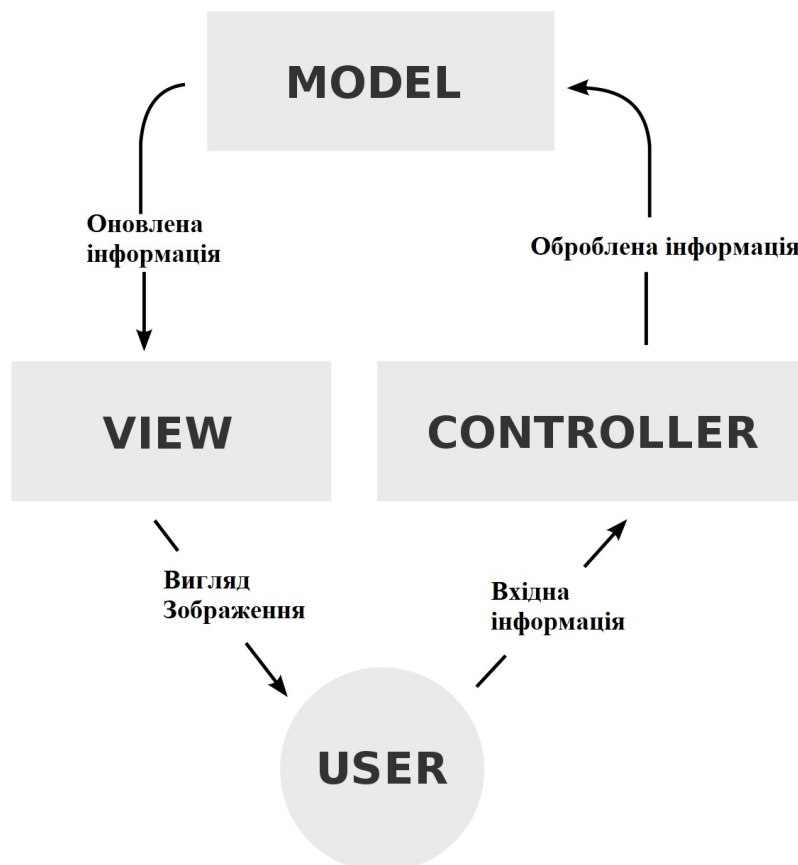 MODEL
Оновлена
інформація
Оброблена інформація
VIEW
CONTROLLER
Вигляд
Зображення
Вхідна
інформація
USER